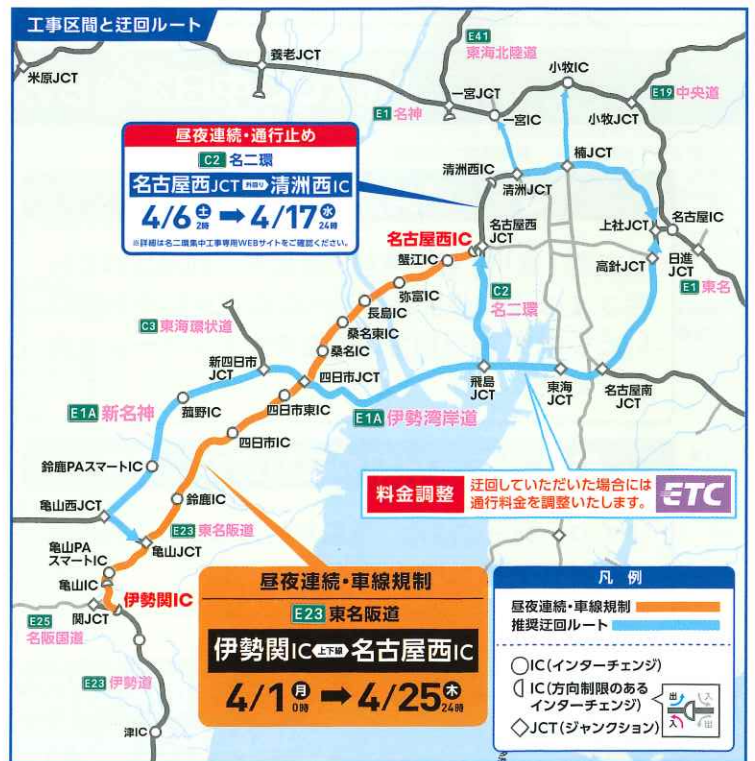 工事区間と迂回ルート
米原JCT
養老JCT
E41
東海北陸道
小牧IC
一宮JCT
E1 名神
一宮IC
小牧JCT
E19 中央道
昼夜連続・通行止め
C2 名二環
名古屋西JCT 外回り 清洲西IC
4/6土2時 → 4/17水24時
※詳細は名二環集中工事専用WEBサイトをご確認ください。
清洲西IC
清洲JCT
楠JCT
名古屋西JCT
名古屋西IC
蟹江IC
上社JCT
名古屋IC
日進JCT
高針JCT
E1 東名
弥富IC
長島IC
C2
名二環
桑名東IC
桑名IC
C3 東海環状道
新四日市JCT
四日市JCT
飛島JCT
東海JCT
名古屋南JCT
E1A 新名神
菰野IC
四日市東IC
E1A 伊勢湾岸道
四日市IC
鈴鹿PAスマートIC
料金調整
迂回していただいた場合には
通行料金を調整いたします。
ETC
鈴鹿IC
亀山西JCT
E23 東名阪道
亀山JCT
亀山PA
スマートIC
亀山IC
伊勢関IC
関JCT
E25
名阪国道
E23 伊勢道
津IC
昼夜連続・車線規制
E23 東名阪道
伊勢関IC 上下線 名古屋西IC
4/1月0時 → 4/25木24時
凡例
昼夜連続・車線規制
推奨迂回ルート
IC(インターチェンジ)
IC(方向制限のある
インターチェンジ)
出 入
入 出
JCT(ジャンクション)